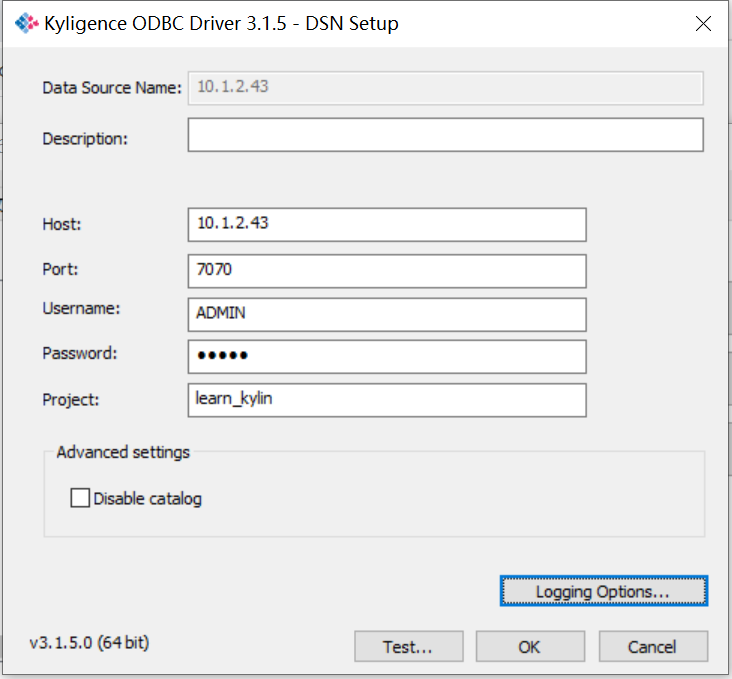 Kyligence ODBC Driver 3.1.5 - DSN Setup
Data Source Name: 10.1.2.43
Description:
Host: 10.1.2.43
Port: 7070
Username: ADMIN
Password: •••••
Project: learn_kylin
Advanced settings
Disable catalog
Logging Options...
v3.1.5.0 (64 bit) Test... OK Cancel